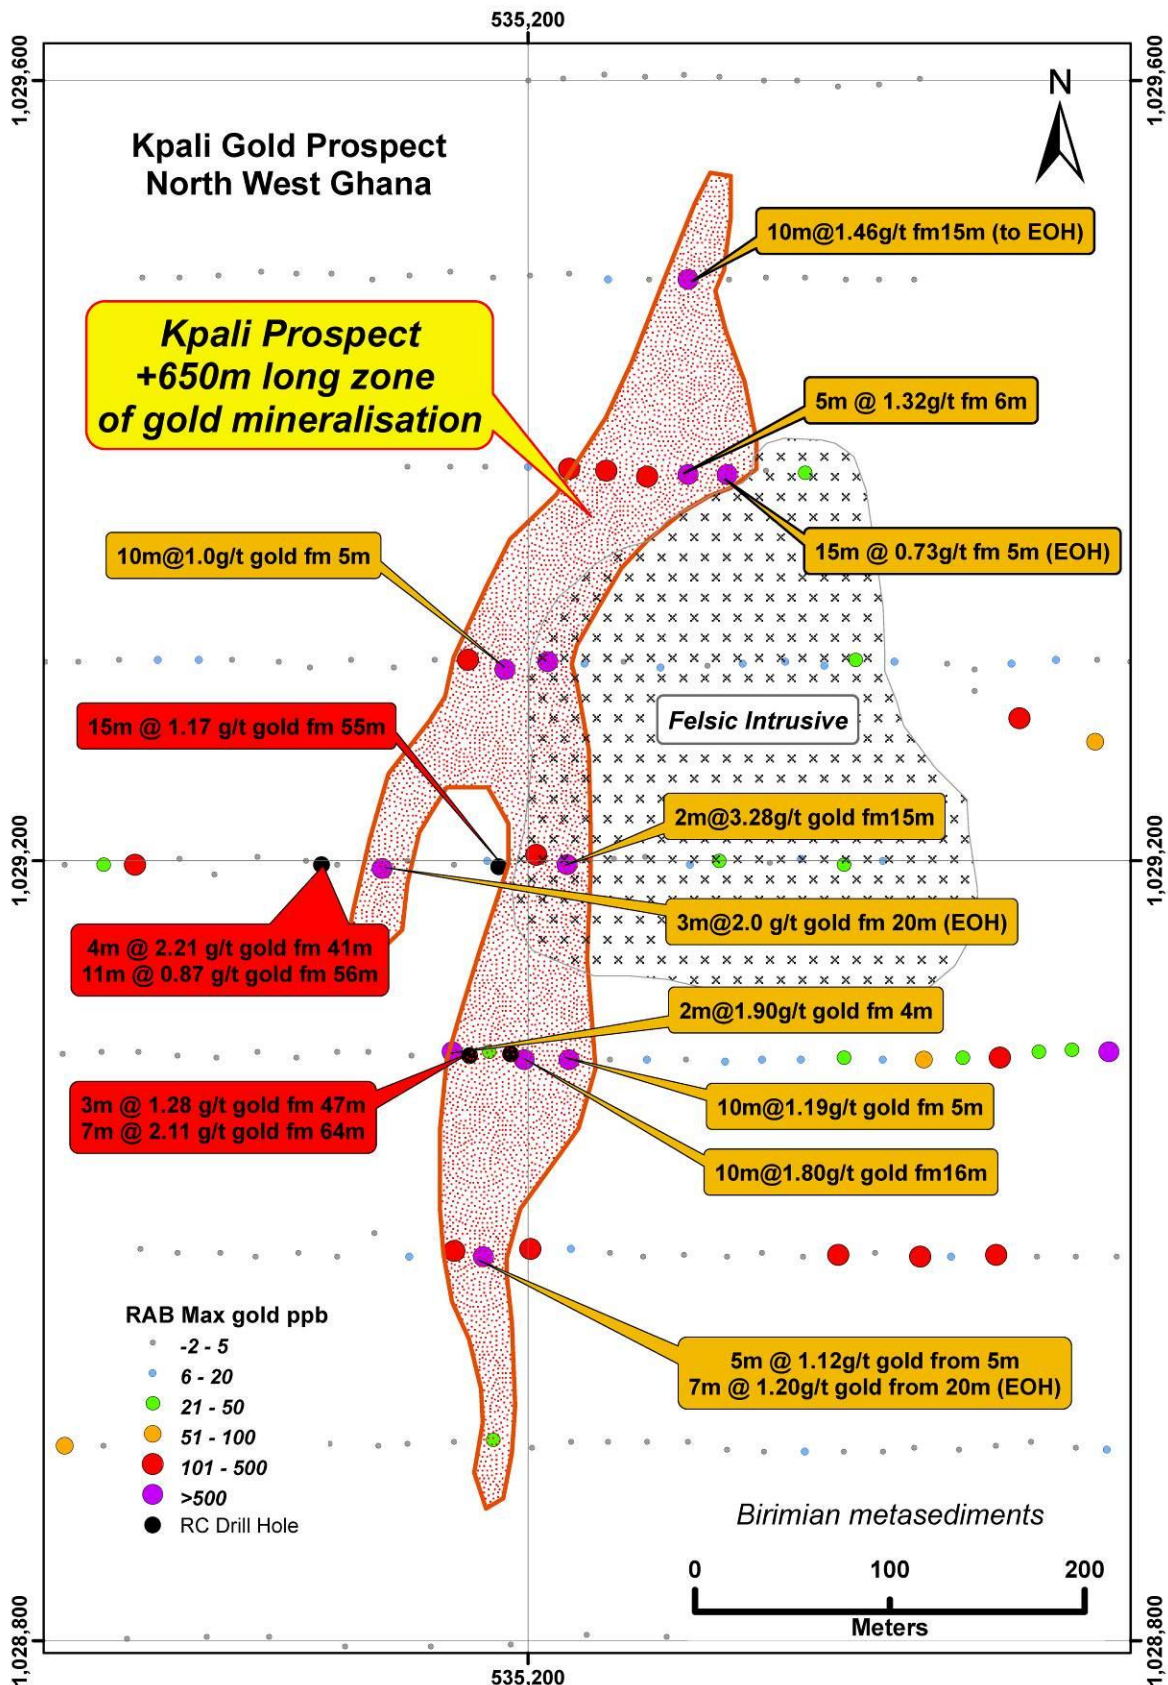 535,200
1,029,600
1,029,600
N
Kpali Gold Prospect
North West Ghana
10m@1.46g/t fm15m (to EOH)
Kpali Prospect
+650m long zone
of gold mineralisation
5m @ 1.32g/t fm 6m
15m @ 0.73g/t fm 5m (EOH)
10m@1.0g/t gold fm 5m
15m @ 1.17 g/t gold fm 55m
Felsic Intrusive
2m@3.28g/t gold fm15m
1,029,200
1,029,200
3m@2.0 g/t gold fm 20m (EOH)
4m @ 2.21 g/t gold fm 41m
11m @ 0.87 g/t gold fm 56m
2m@1.90g/t gold fm 4m
3m @ 1.28 g/t gold fm 47m
7m @ 2.11 g/t gold fm 64m
10m@1.19g/t gold fm 5m
10m@1.80g/t gold fm16m
5m @ 1.12g/t gold from 5m
7m @ 1.20g/t gold from 20m (EOH)
RAB Max gold ppb
-2 - 5
6 - 20
21 - 50
51 - 100
101 - 500
>500
RC Drill Hole
Birimian metasediments
0 100 200
Meters
1,028,800
1,028,800
535,200